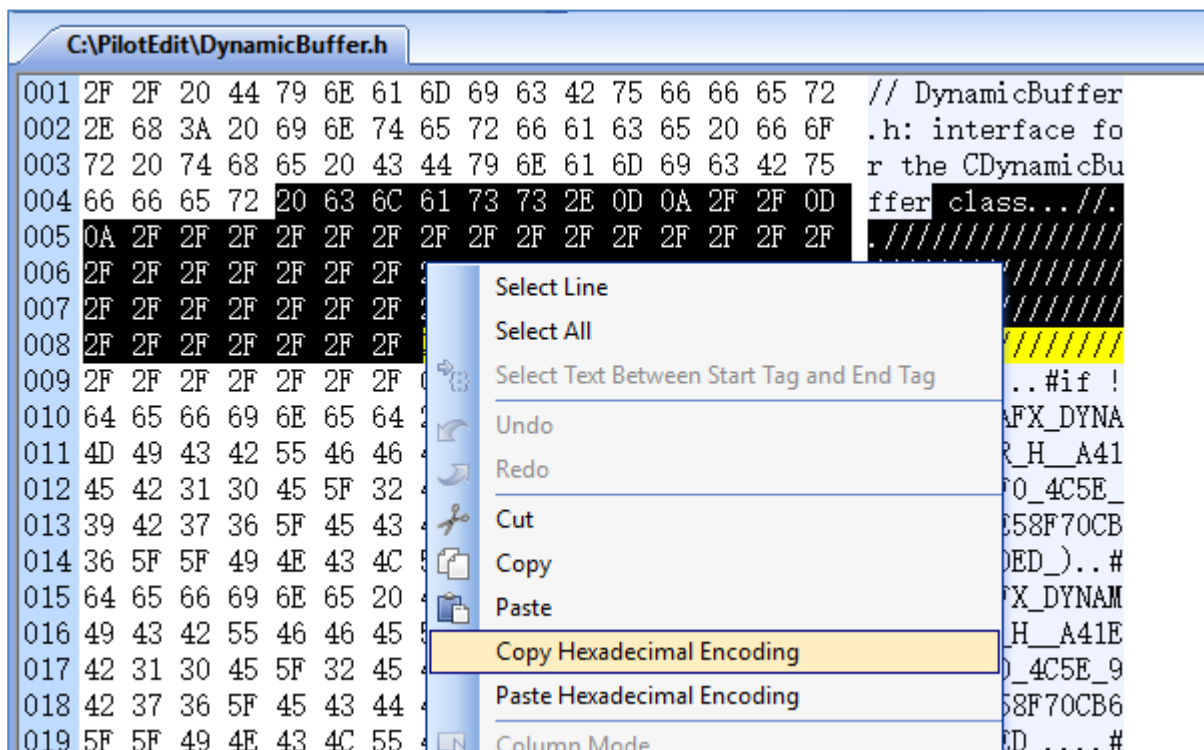 C:\PilotEdit\DynamicBuffer.h
001 2F 2F 20 44 79 6E 61 6D 69 63 42 75 66 66 65 72 // DynamicBuffer
002 2E 68 3A 20 69 6E 74 65 72 66 61 63 65 20 66 6F .h: interface fo
003 72 20 74 68 65 20 43 44 79 6E 61 6D 69 63 42 75 r the CDynamicBu
004 66 66 65 72 20 63 6C 61 73 73 2E 0D 0A 2F 2F 0D ffer class...//.
005 0A 2F 2F 2F 2F 2F 2F 2F 2F 2F 2F 2F 2F 2F 2F 2F .///////////////
006 2F 2F 2F 2F 2F 2F 2F
007 2F 2F 2F 2F 2F 2F 2F ///////
008 2F 2F 2F 2F 2F 2F 2F ///////
009 2F 2F 2F 2F 2F 2F 2F ..#if !
010 64 65 66 69 6E 65 64 AFX_DYNA
011 4D 49 43 42 55 46 46 R_H__A41
012 45 42 31 30 45 5F 32 F0_4C5E_
013 39 42 37 36 5F 45 43 E58F70CB
014 36 5F 5F 49 4E 43 4C DED_)..#
015 64 65 66 69 6E 65 20 FX_DYNAM
016 49 43 42 55 46 46 45 _H__A41E
017 42 31 30 45 5F 32 45 0_4C5E_9
018 42 37 36 5F 45 43 44 58F70CB6
019 5F 5F 49 4E 43 4C 55 ED_....#
Select Line
Select All
Select Text Between Start Tag and End Tag
Undo
Redo
Cut
Copy
Paste
Copy Hexadecimal Encoding
Paste Hexadecimal Encoding
Column Mode